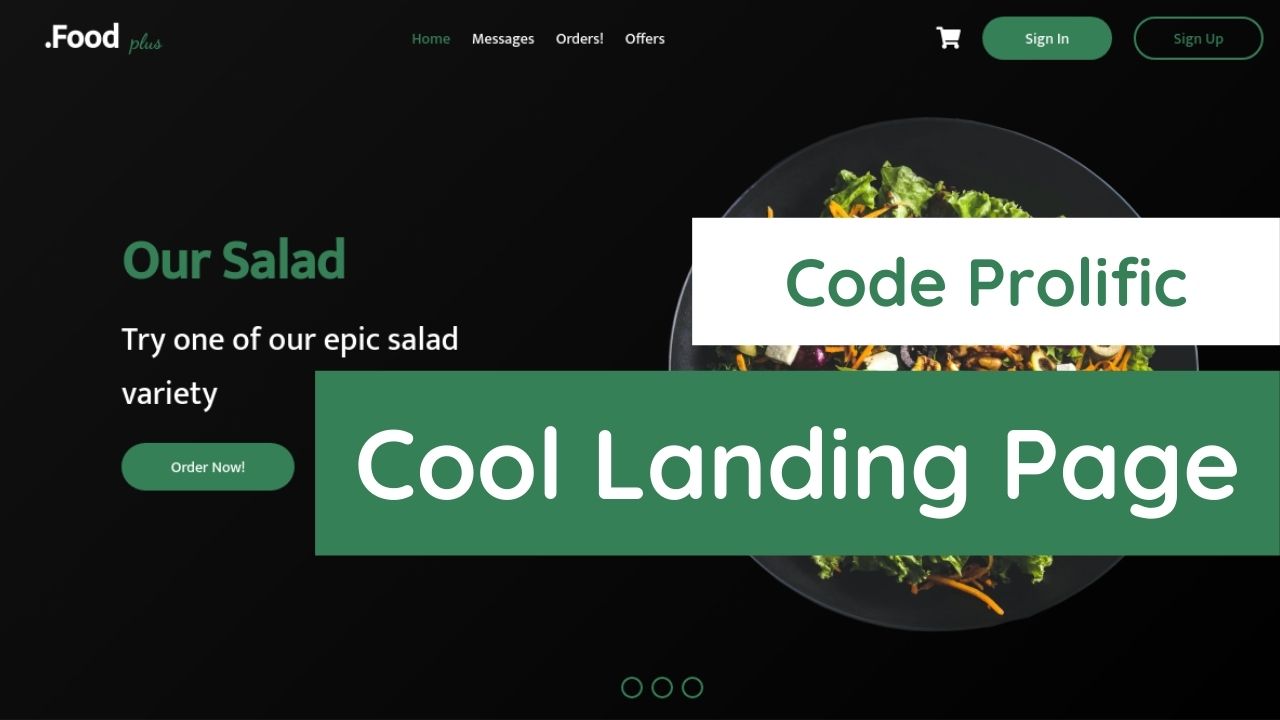 .Food plus
Home Messages Orders! Offers
Sign In
Sign Up
Our Salad
Try one of our epic salad
variety
Order Now!
Code Prolific
Cool Landing Page